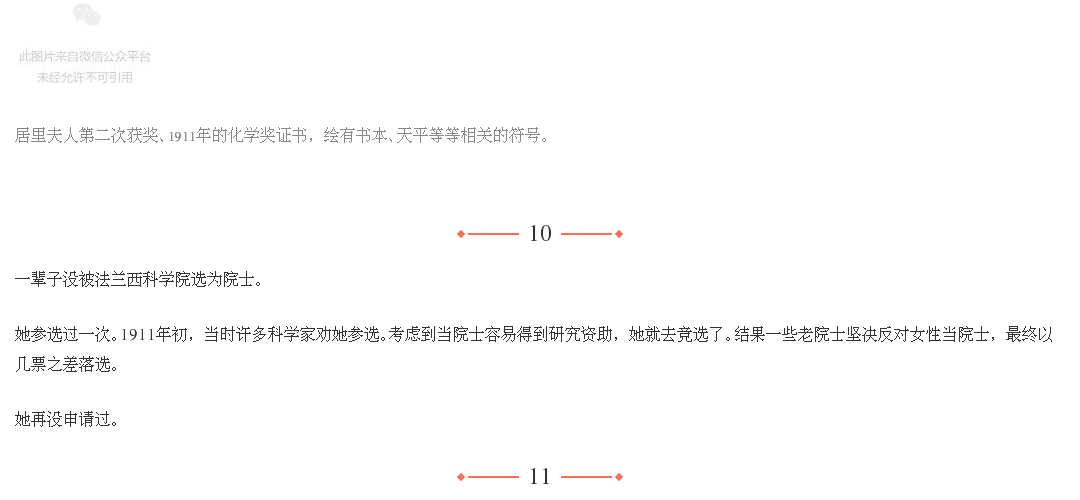 此图片来自微信公众平台
未经允许不可引用
居里夫人第二次获奖、1911年的化学奖证书，绘有书本、天平等等相关的符号。
10
一辈子没被法兰西科学院选为院士。
她参选过一次。1911年初，当时许多科学家劝她参选。考虑到当院士容易得到研究资助，她就去竞选了。结果一些老院士坚决反对女性当院士，最终以
几票之差落选。
她再没申请过。
11